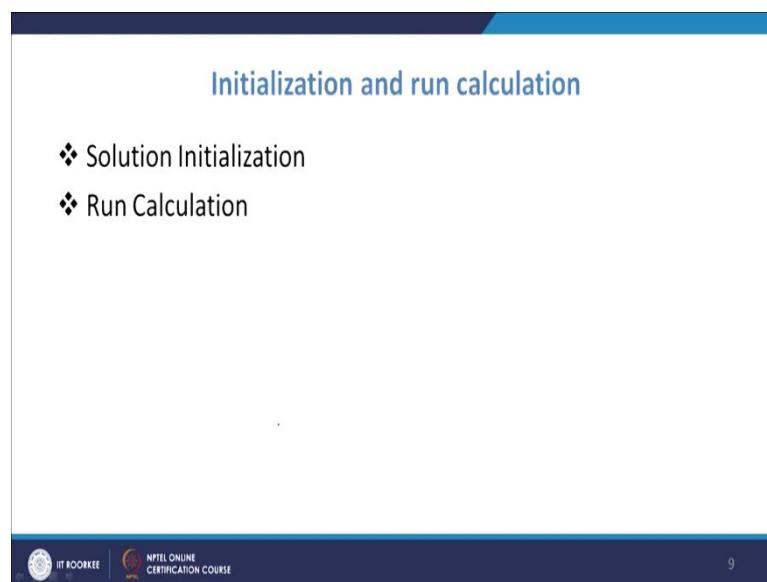 Initialization and run calculation
❖ Solution Initialization
❖ Run Calculation
IIT ROORKEE
NPTEL ONLINE
CERTIFICATION COURSE
9